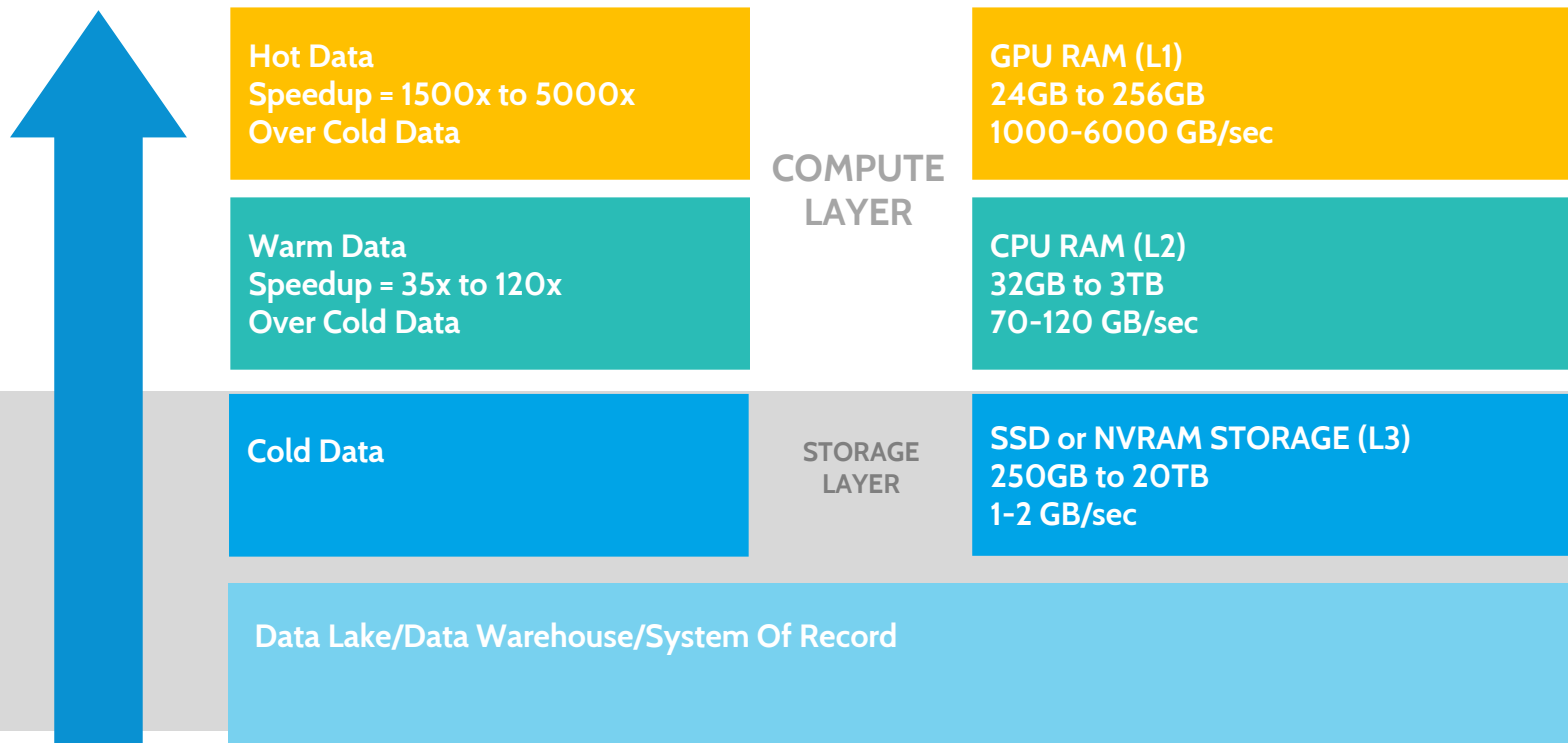 Hot Data
Speedup = 1500x to 5000x
Over Cold Data
COMPUTE
LAYER
GPU RAM (L1)
24GB to 256GB
1000-6000 GB/sec
Warm Data
Speedup = 35x to 120x
Over Cold Data
CPU RAM (L2)
32GB to 3TB
70-120 GB/sec
Cold Data
STORAGE
LAYER
SSD or NVRAM STORAGE (L3)
250GB to 20TB
1-2 GB/sec
Data Lake/Data Warehouse/System Of Record